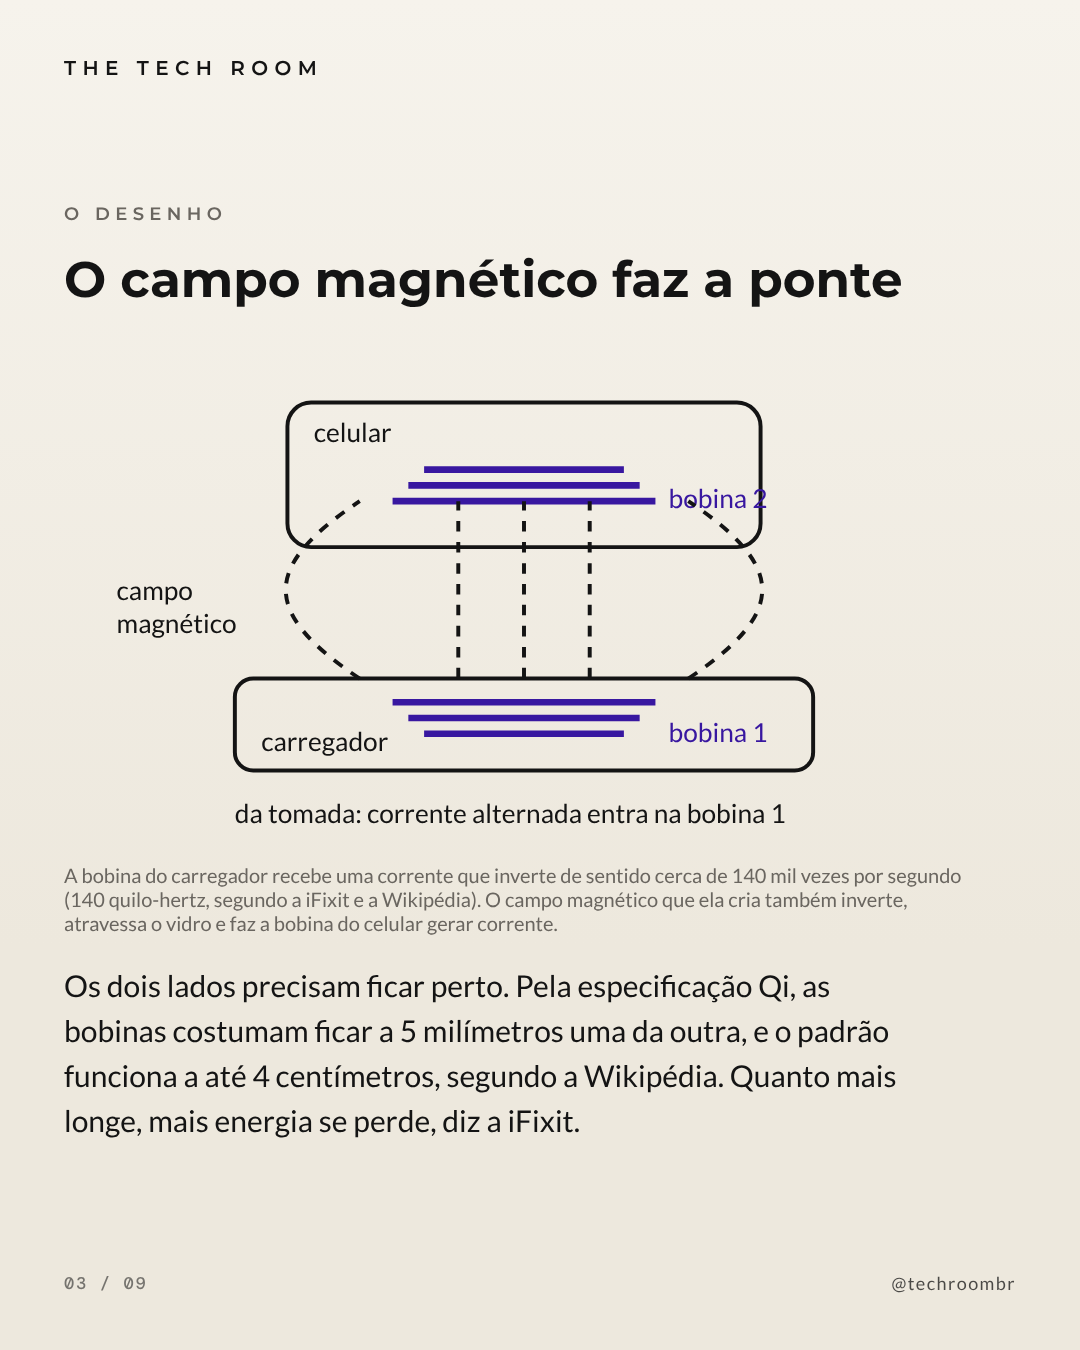 THE TECH ROOM
O DESENHO
O campo magnético faz a ponte
celular
bobina 2
campo
magnético
bobina 1
carregador
da tomada: corrente alternada entra na bobina 1
A bobina do carregador recebe uma corrente que inverte de sentido cerca de 140 mil vezes por segundo
(140 quilo-hertz, segundo a iFixit e a Wikipédia). O campo magnético que ela cria também inverte,
atravessa o vidro e faz a bobina do celular gerar corrente.
Os dois lados precisam ficar perto. Pela especificação Qi, as
bobinas costumam ficar a 5 milímetros uma da outra, e o padrão
funciona a até 4 centímetros, segundo a Wikipédia. Quanto mais
longe, mais energia se perde, diz a iFixit.
03 / 09
@techroombr